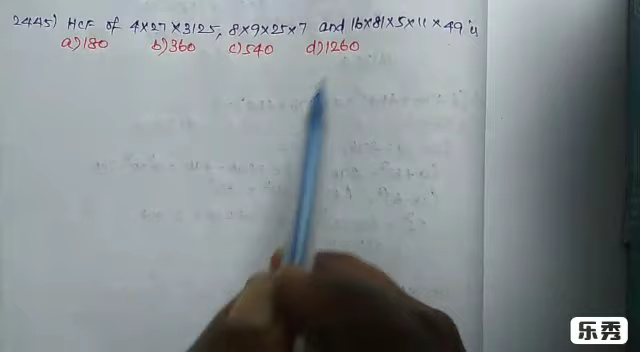 2445) HCF of 4×27×3125, 8×9×25×7 and 16×81×5×11×49 is
a)180 b)360 c)540 d)1260
乐秀